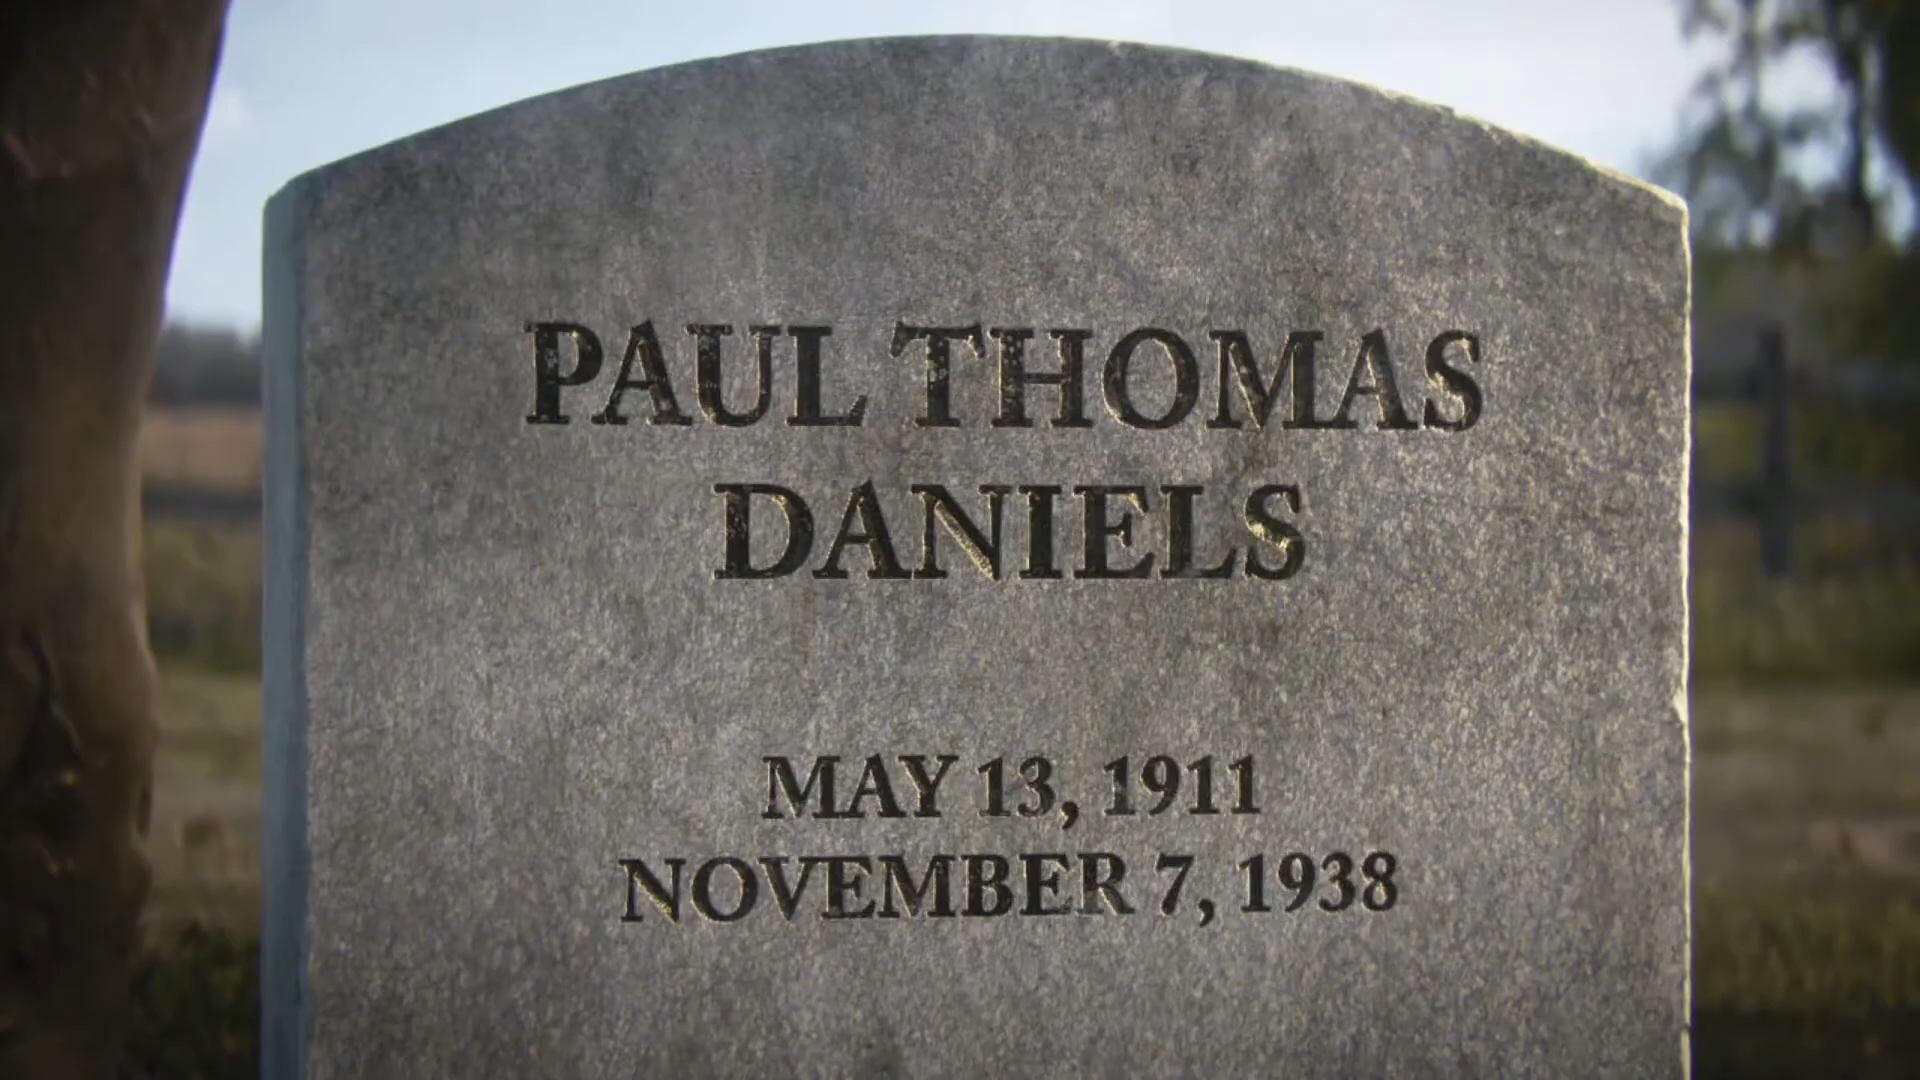 PAUL THOMAS
DANIELS
MAY 13, 1911
NOVEMBER 7, 1938